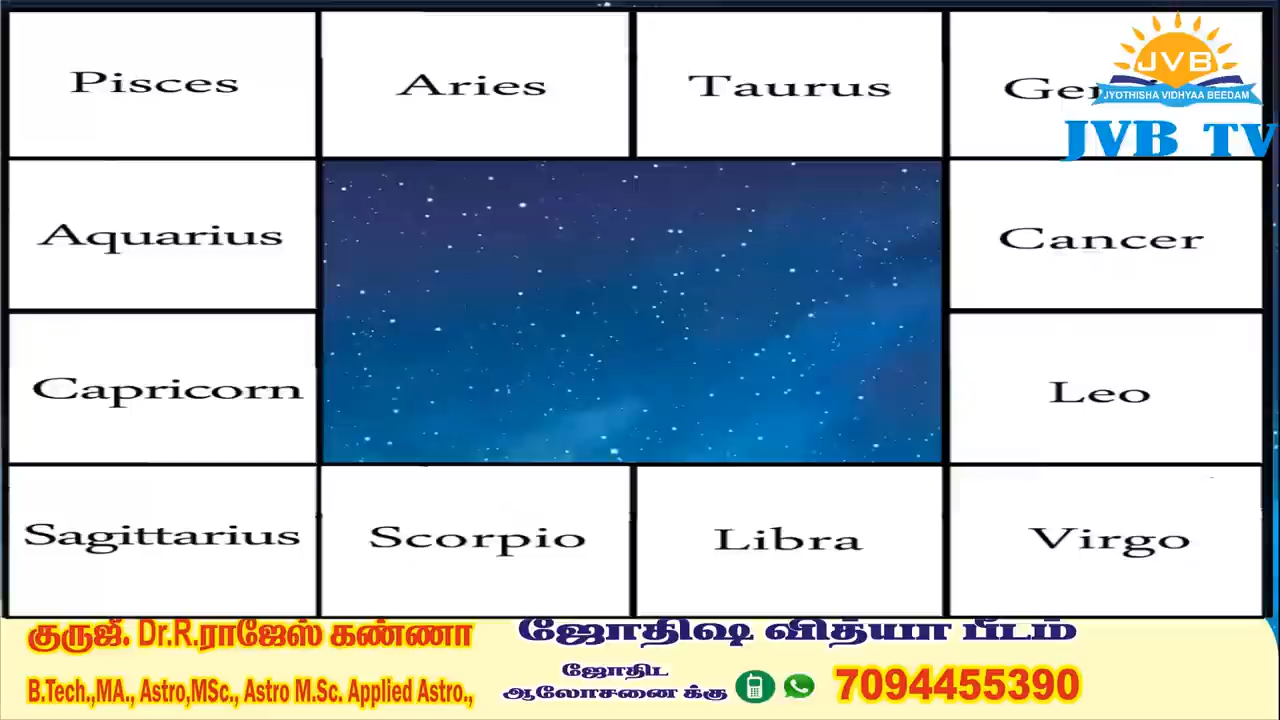 Pisces
Aries
Taurus
JVB
JYOTHISHA VIDHYAA BEEDAM
JVB TV
Aquarius
Cancer
Capricorn
Leo
Sagittarius
Scorpio
Libra
Virgo
குருஜீ. Dr.R.ராஜேஸ் கண்ணா
ஜோதிஷ வித்யா பீடம்
B.Tech.,MA., Astro,MSc., Astro M.Sc. Applied Astro.,
ஜோதிட
ஆலோசனை க்கு
7094455390